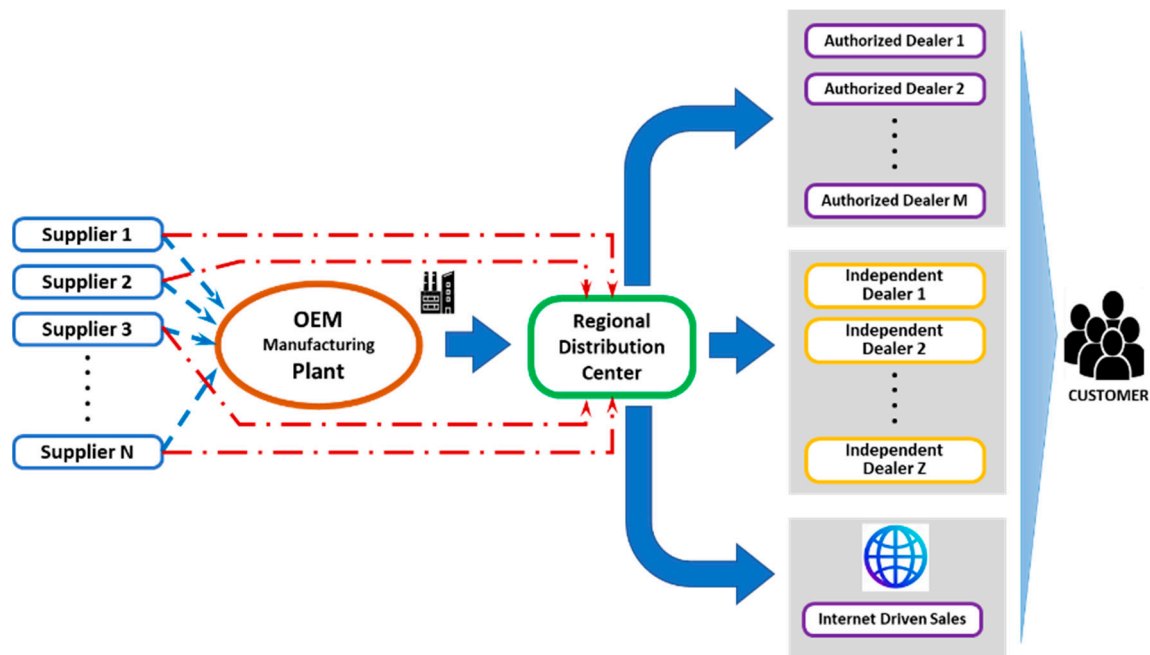 Supplier 1
Supplier 2
Supplier 3
Supplier N
OEM
Manufacturing
Plant
Regional
Distribution
Center
Authorized Dealer 1
Authorized Dealer 2
Authorized Dealer M
Independent
Dealer 1
Independent
Dealer 2
Independent
Dealer Z
Internet Driven Sales
CUSTOMER